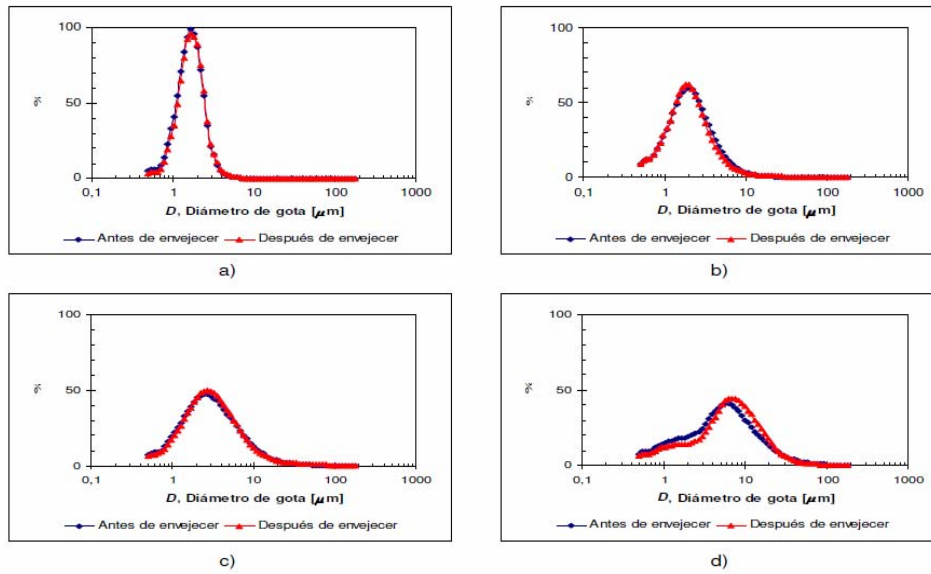 100
50
0
%
0,1 1 10 100 1000
D, Diámetro de gota [μm]
Antes de envejecer Después de envejecer
a)
100
50
0
%
0,1 1 10 100 1000
D, Diámetro de gota [μm]
Antes de envejecer Después de envejecer
b)
100
50
0
%
0,1 1 10 100 1000
D, Diámetro de gota [μm]
Antes de envejecer Después de envejecer
c)
100
50
0
%
0,1 1 10 100 1000
D, Diámetro de gota [μm]
Antes de envejecer Después de envejecer
d)